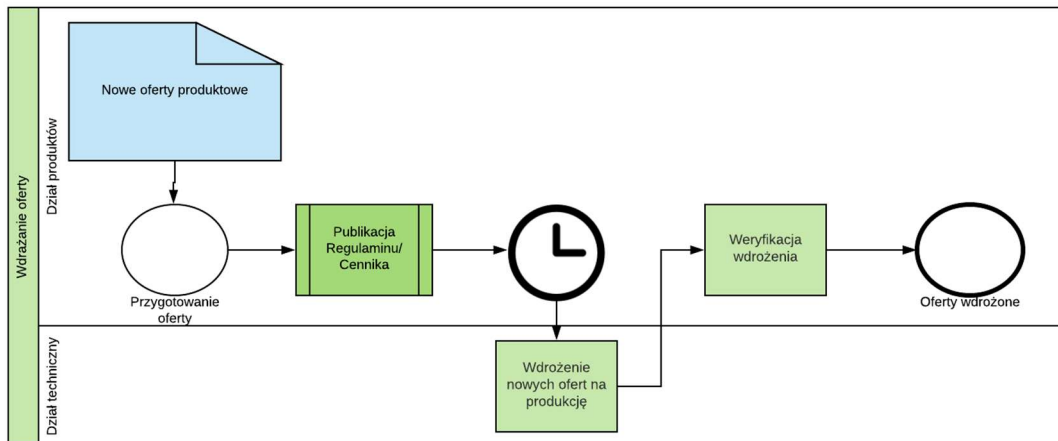 Wdrażanie oferty
Dział produktów
Nowe oferty produktowe
Przygotowanie
oferty
Publikacja
Regulaminu/
Cennika
Weryfikacja
wdrożenia
Oferty wdrożone
Dział techniczny
Wdrożenie
nowych ofert na
produkcję